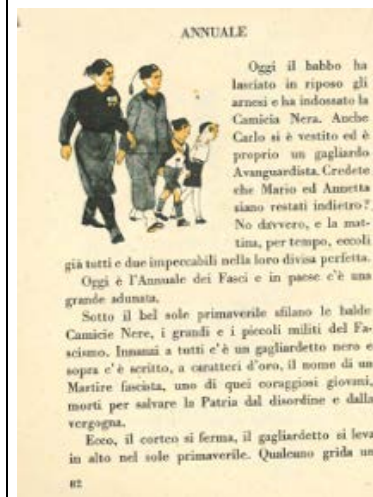 ANNUALE
Oggi il babbo ha
lasciato in riposo gli
arnesi e ha indossato la
Camicia Nera. Anche
Carlo si è vestito ed è
proprio un gagliardo
Avanguardista. Credete
che Mario ed Annetta
siano restati indietro?
No davvero, e la mat-
tina, per tempo, eccoli
già tutti e due impeccabili nella loro divisa perfetta.
Oggi è l'Annuale dei Fasci e in paese c'è una
grande adunata.
Sotto il bel sole primaverile sfilano le balde
Camicie Nere, i grandi e i piccoli militi del Fa-
scismo. Innanzi a tutti c'è un gagliardetto nero e
sopra c'è scritto, a caratteri d'oro, il nome di un
Martire fascista, uno di quei coraggiosi giovani,
morti per salvare la Patria dal disordine e dalla
vergogna.
Ecco, il corteo si ferma, il gagliardetto si leva
in alto nel sole primaverile. Qualcuno grida un
82